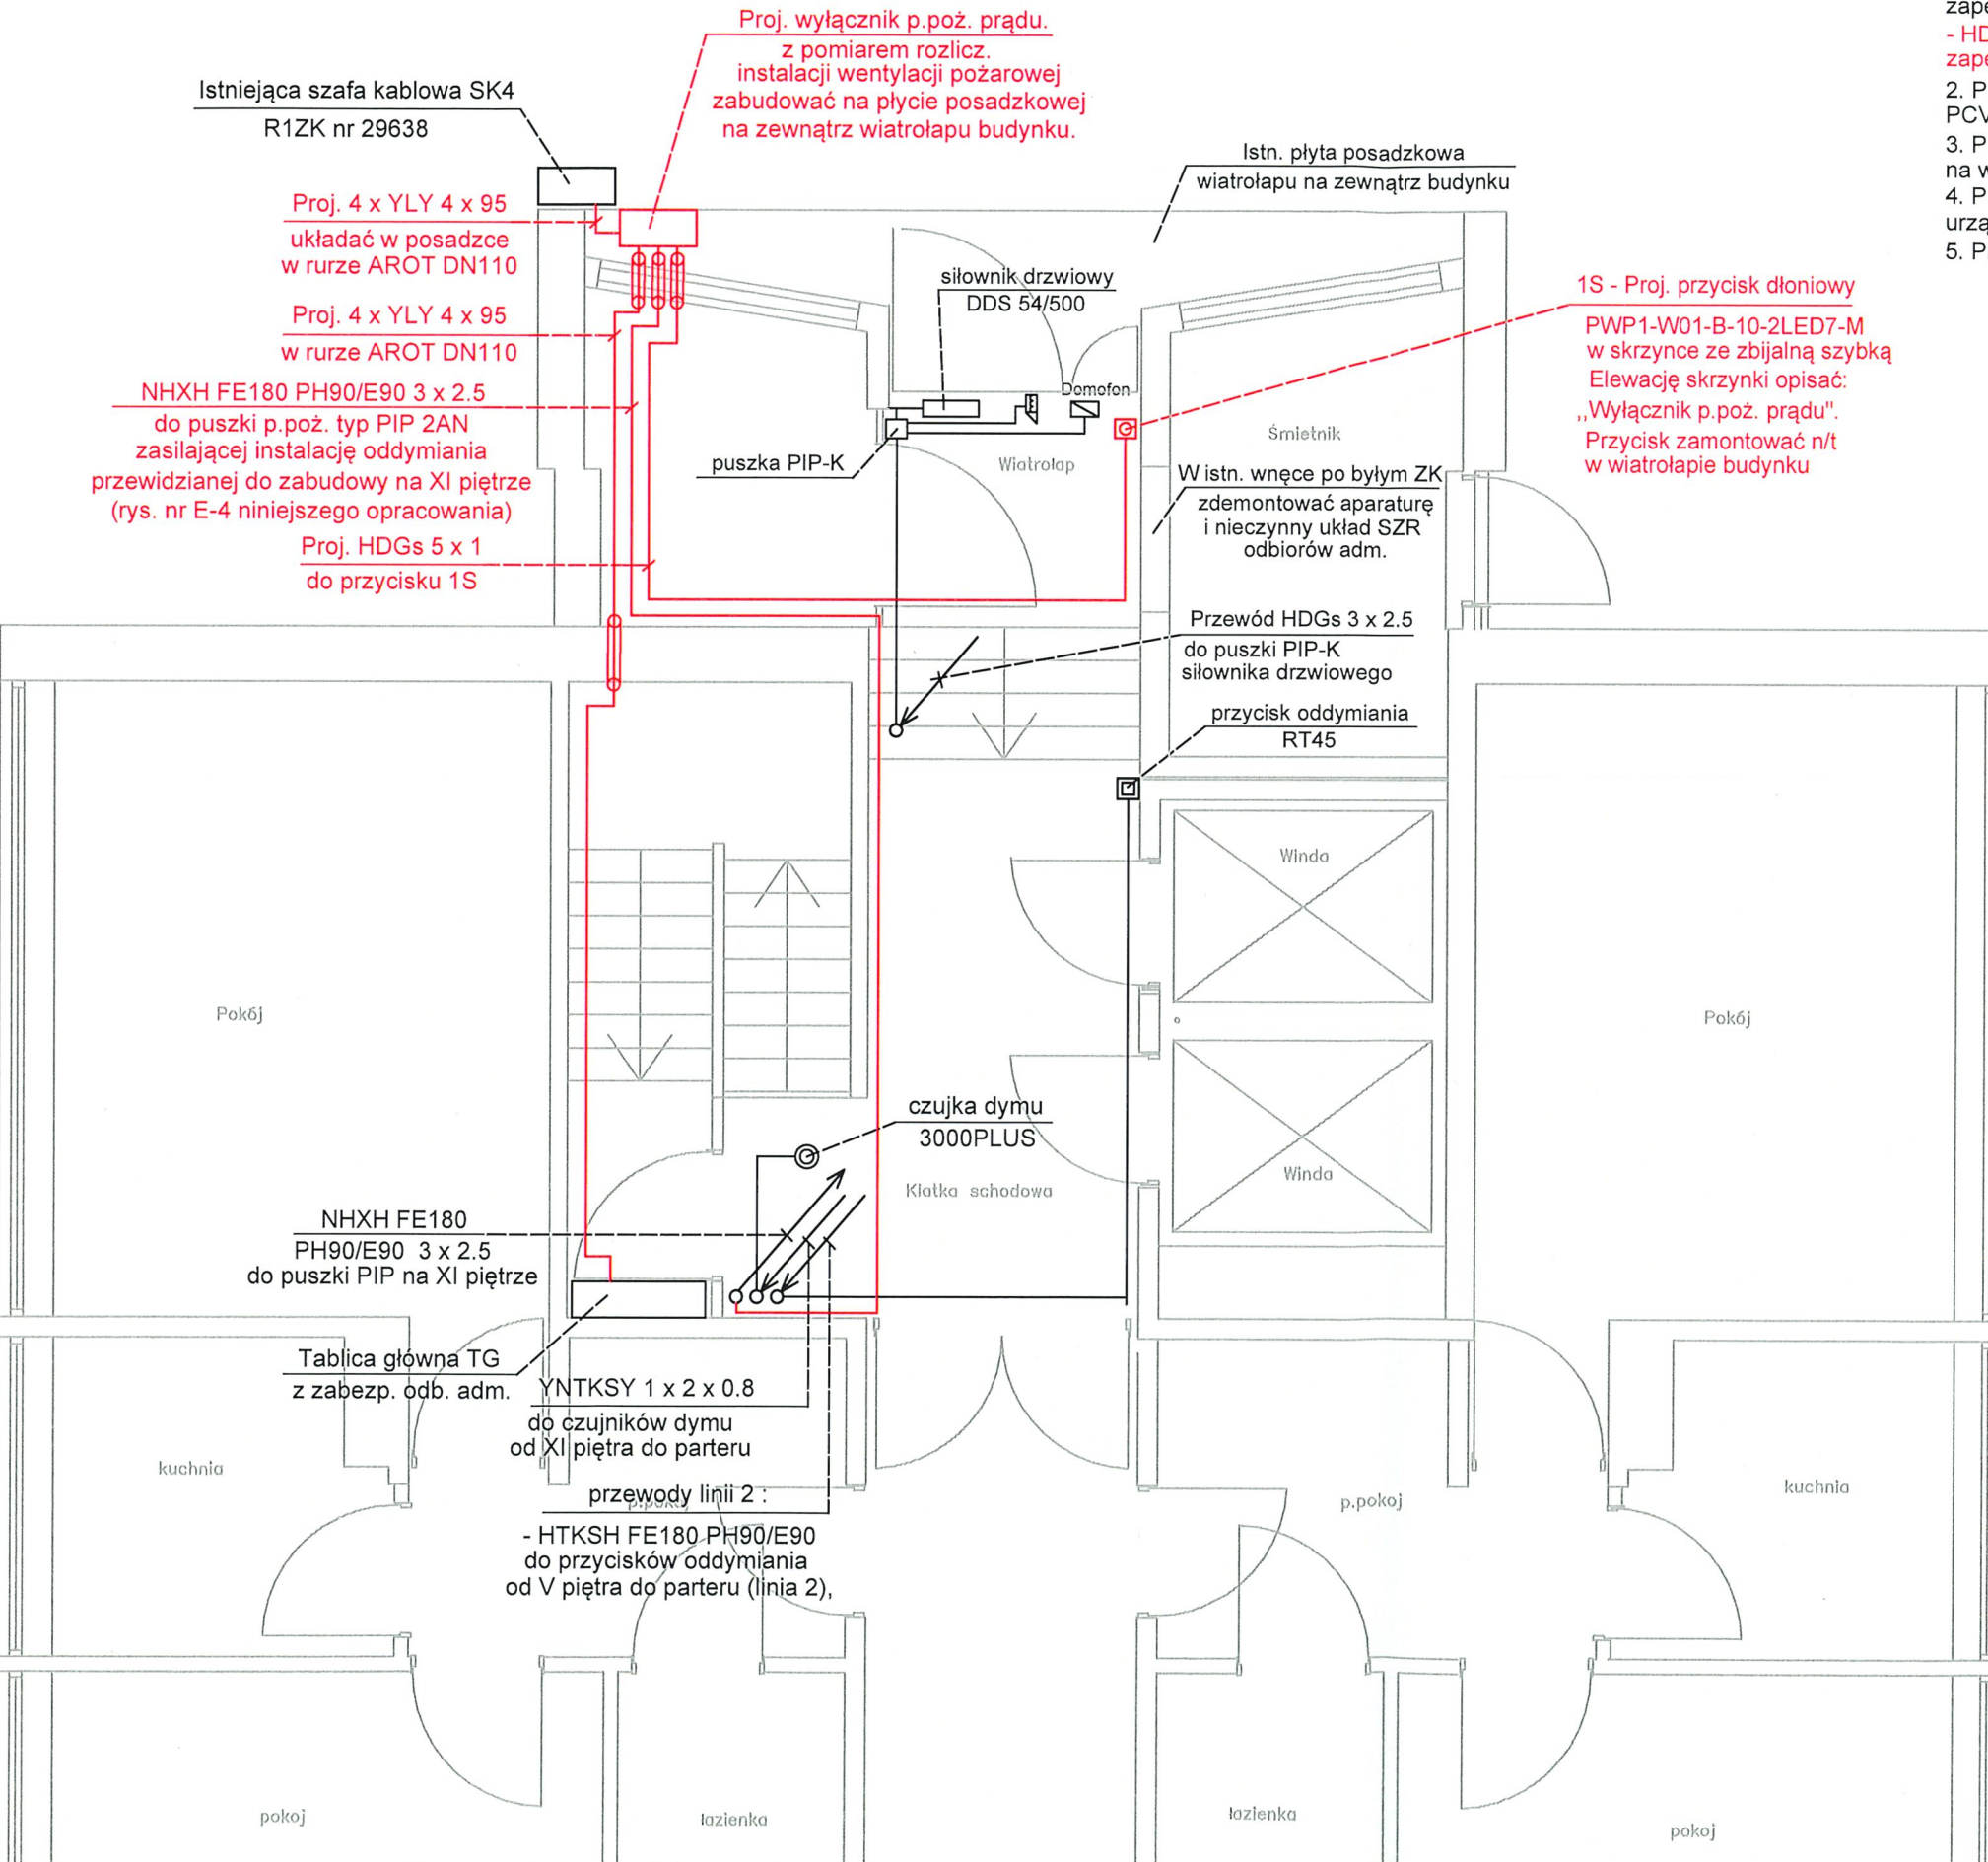 Proj. wyłącznik p.poż. prądu.
z pomiarem rozlicz.
instalacji wentylacji pożarowej
zabudować na płycie posadzkowej
na zewnątrz wiatrołapu budynku.
Istniejąca szafa kablowa SK4
R1ZK nr 29638
Istn. płyta posadzkowa
wiatrołapu na zewnątrz budynku
- HD
2. P
PCV
3. P
na w
4. P
5. P
Proj. 4 x YLY 4 x 95
układać w posadzce
w rurze AROT DN110
Proj. 4 x YLY 4 x 95
w rurze AROT DN110
NHXH FE180 PH90/E90 3 x 2.5
do puszki p.poż. typ PIP 2AN
zasilającej instalację oddymiania
przewidzianej do zabudowy na XI piętrze
(rys. nr E-4 niniejszego opracowania)
Proj. HDGs 5 x 1
do przycisku 1S
siłownik drzwiowy
DDS 54/500
Domofon
puszka PIP-K
Wiatrołap
Śmietnik
1S - Proj. przycisk dłoniowy
PWP1-W01-B-10-2LED7-M
w skrzynce ze zbijalną szybką
Elewację skrzynki opisać:
,,Wyłącznik p.poż. prądu".
Przycisk zamontować n/t
w wiatrołapie budynku
W istn. wnęce po byłym ZK
zdemontować aparaturę
i nieczynny układ SZR
odbiorów adm.
Przewód HDGs 3 x 2.5
do puszki PIP-K
siłownika drzwiowego
przycisk oddymiania
RT45
Winda
Pokój
Pokój
czujka dymu
3000PLUS
Klatka schodowa
Winda
NHXH FE180
PH90/E90 3 x 2.5
do puszki PIP na XI piętrze
Tablica główna TG
z zabezp. odb. adm.
YNTKSY 1 x 2 x 0.8
do czujników dymu
od XI piętra do parteru
przewody linii 2 :
p.pokoj
- HTKSH FE180 PH90/E90
do przycisków oddymiania
od V piętra do parteru (linia 2),
kuchnia
p.pokoj
kuchnia
pokoj
łazienka
łazienka
pokoj